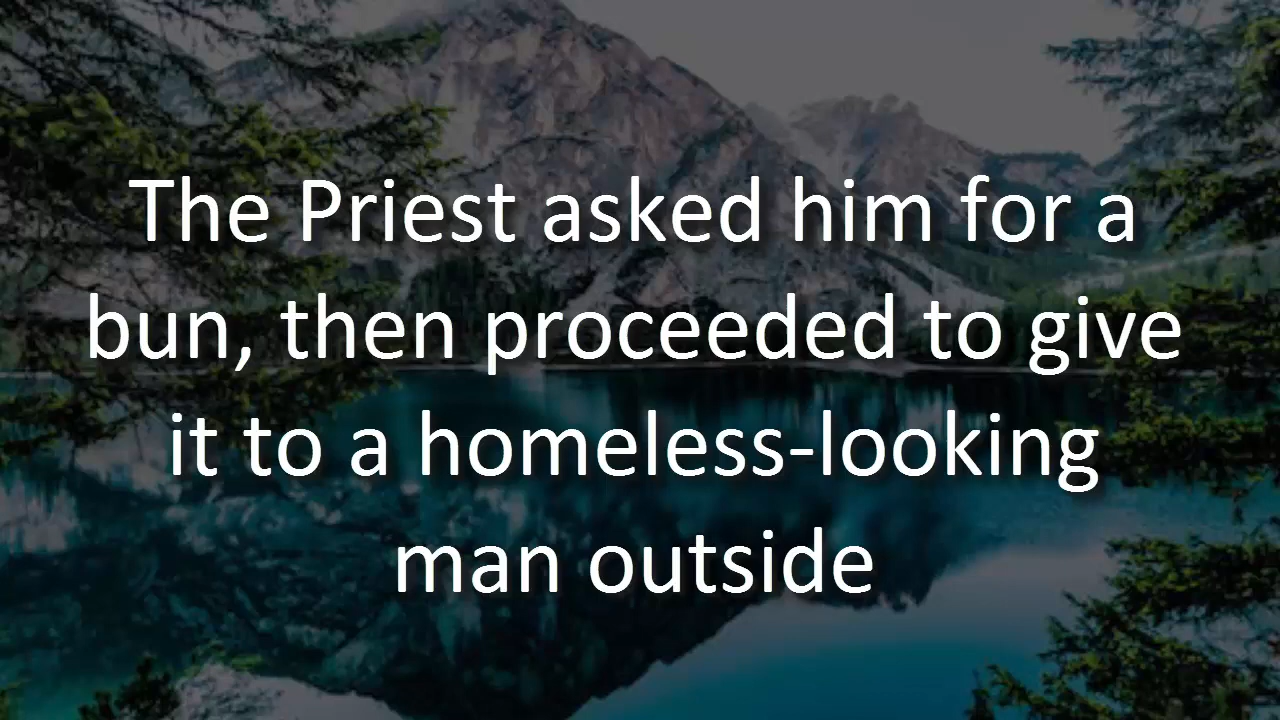 The Priest asked him for a
bun, then proceeded to give
it to a homeless-looking
man outside